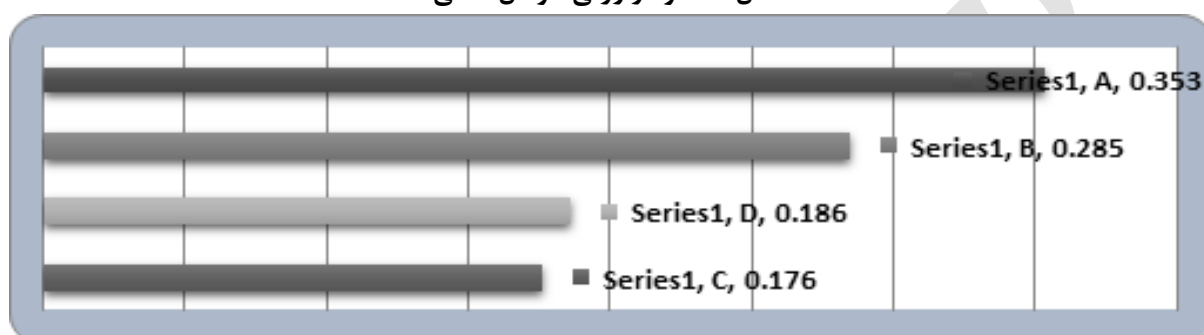 Series1, A, 0.353
Series1, B, 0.285
Series1, D, 0.186
Series1, C, 0.176